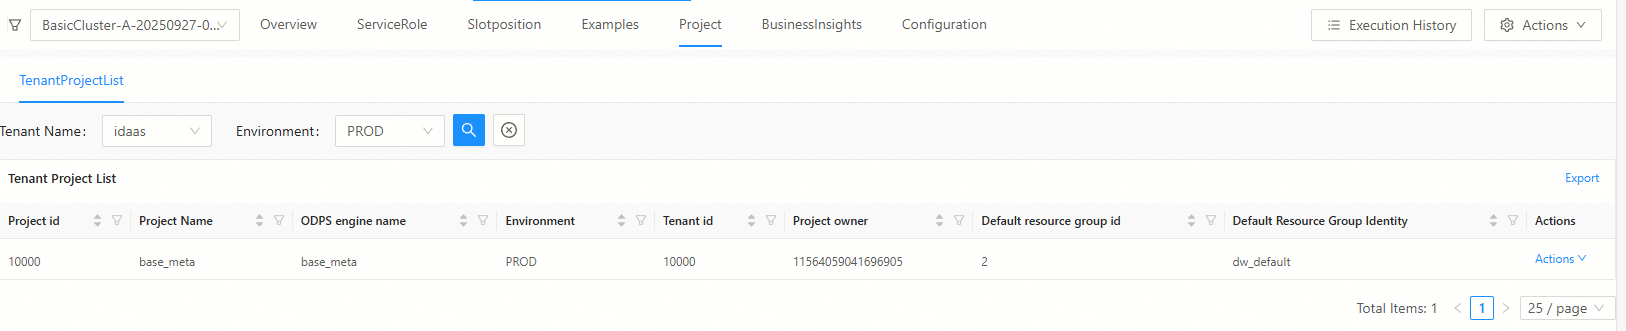 BasicCluster-A-20250927-0... Overview ServiceRole Slotposition Examples Project BusinessInsights Configuration Execution History Actions
TenantProjectList
Tenant Name: idaas Environment: PROD
Tenant Project List Export
Project id Project Name ODPS engine name Environment Tenant id Project owner Default resource group id Default Resource Group Identity Actions
10000 base_meta base_meta PROD 10000 11564059041696905 2 dw_default Actions
Total Items: 1 < 1 > 25 / page